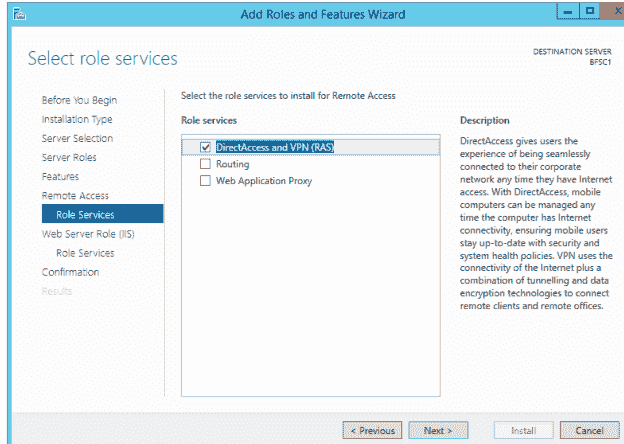 Add Roles and Features Wizard
Select role services
DESTINATION SERVER
BFSC1
Before You Begin
Installation Type
Server Selection
Server Roles
Features
Remote Access
Role Services
Web Server Role (IIS)
Role Services
Confirmation
Results
Select the role services to install for Remote Access
Role services
DirectAccess and VPN (RAS)
Routing
Web Application Proxy
Description
DirectAccess gives users the
experience of being seamlessly
connected to their corporate
network any time they have Internet
access. With DirectAccess, mobile
computers can be managed any
time the computer has Internet
connectivity, ensuring mobile users
stay up-to-date with security and
system health policies. VPN uses the
connectivity of the Internet plus a
combination of tunnelling and data
encryption technologies to connect
remote clients and remote offices.
< Previous
Next >
Install
Cancel